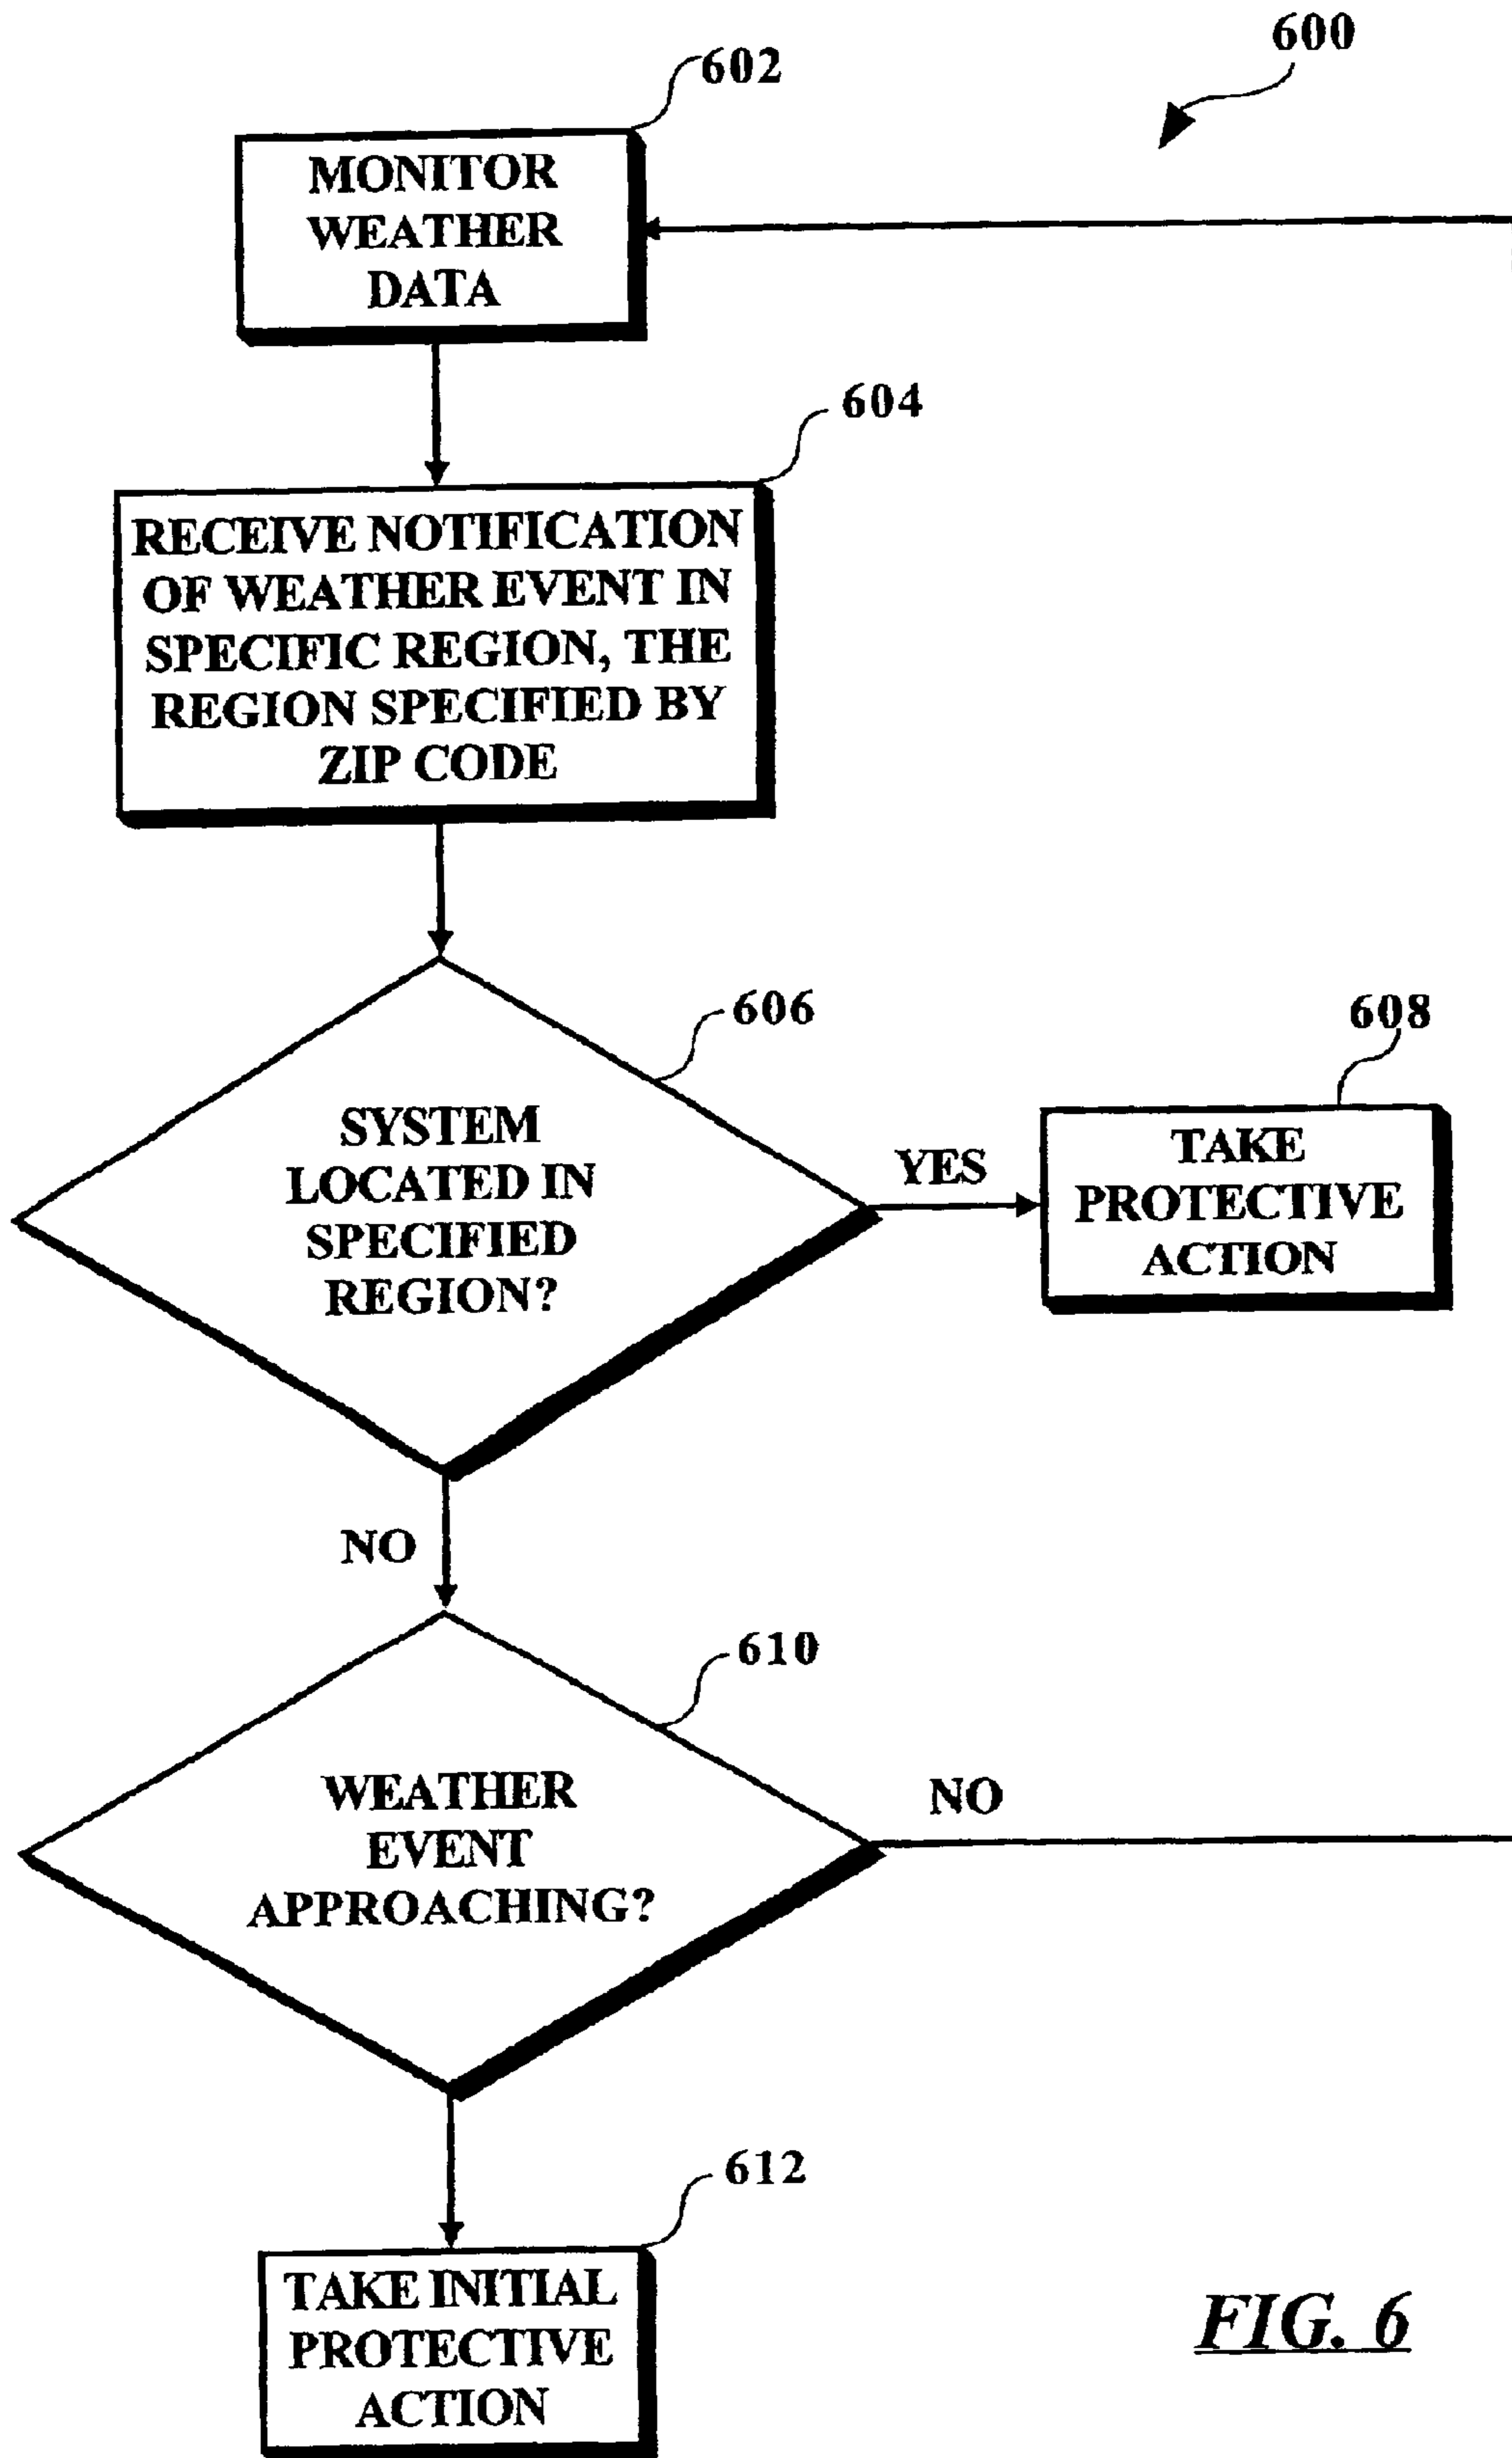 600
602
MONITOR
WEATHER
DATA
604
RECEIVE NOTIFICATION
OF WEATHER EVENT IN
SPECIFIC REGION, THE
REGION SPECIFIED BY
ZIP CODE
606
SYSTEM
LOCATED IN
SPECIFIED
REGION?
YES
608
TAKE
PROTECTIVE
ACTION
NO
610
WEATHER
EVENT
APPROACHING?
NO
612
TAKE INITIAL
PROTECTIVE
ACTION
FIG. 6